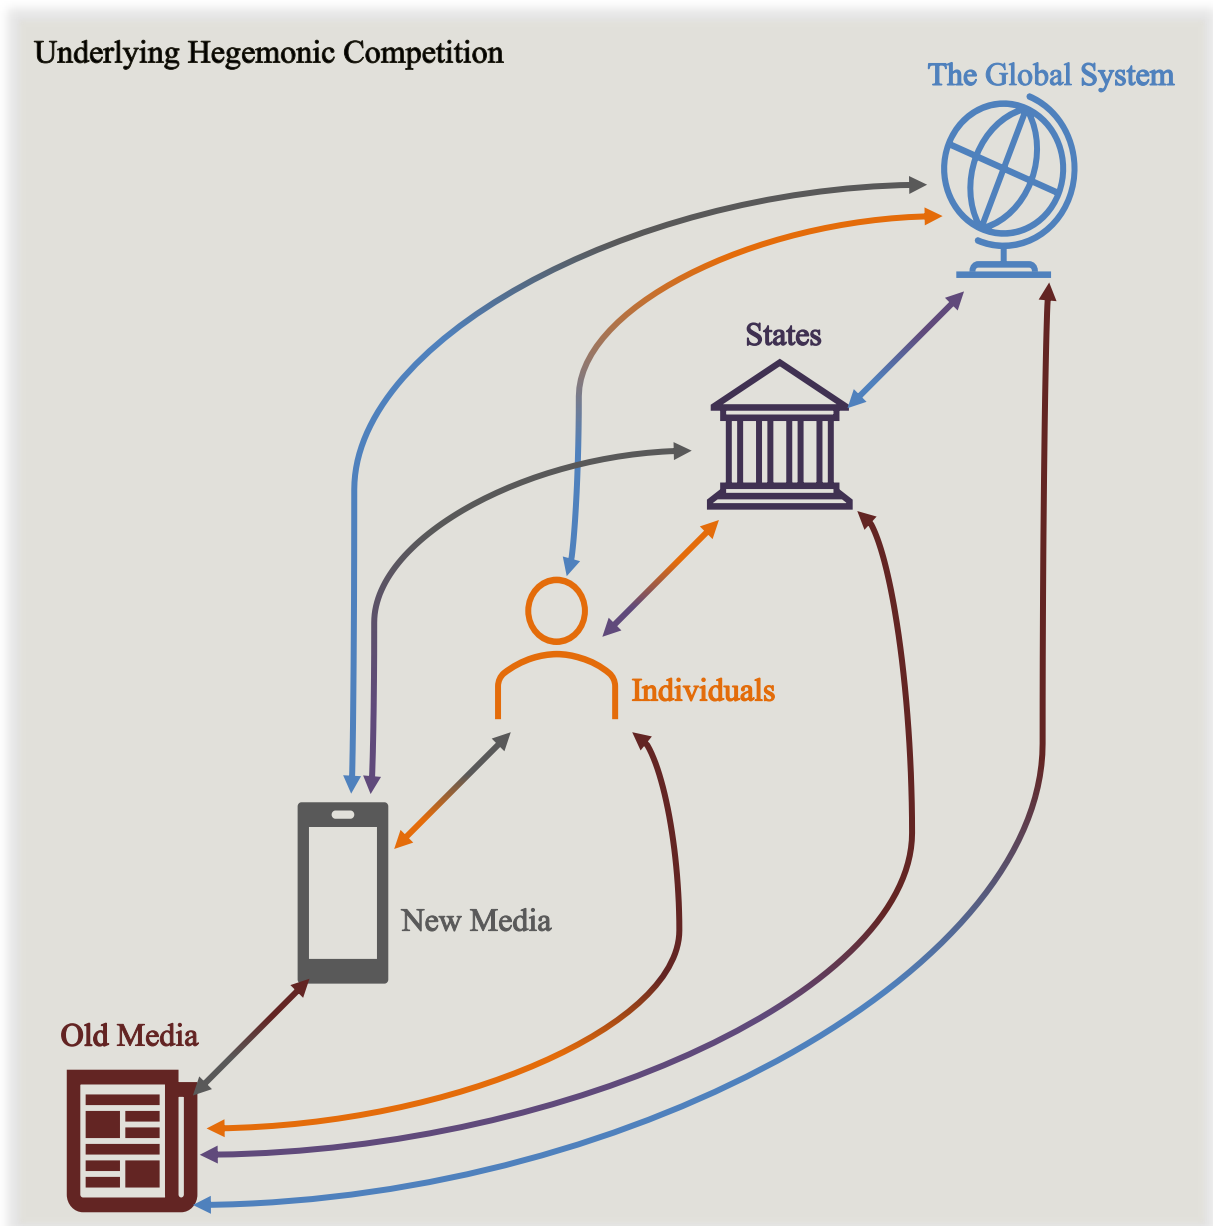 Underlying Hegemonic Competition
The Global System
States
Individuals
New Media
Old Media